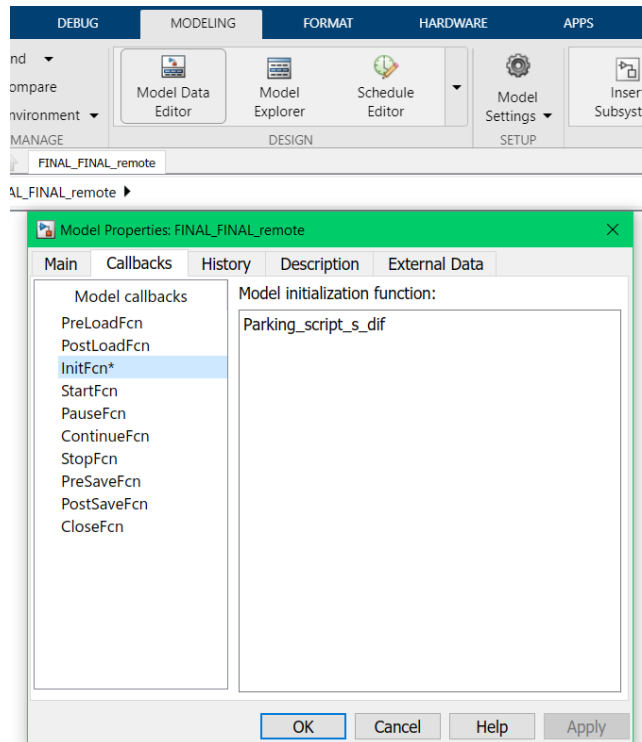 DEBUG MODELING FORMAT HARDWARE APPS
nd
ompare
vironment
Model Data
Editor
Model
Explorer
Schedule
Editor
Model
Settings
Inser
Subsyst
MANAGE DESIGN SETUP
FINAL_FINAL_remote
AL_FINAL_remote
Model Properties: FINAL_FINAL_remote
Main Callbacks History Description External Data
Model callbacks
PreLoadFcn
PostLoadFcn
InitFcn*
StartFcn
PauseFcn
ContinueFcn
StopFcn
PreSaveFcn
PostSaveFcn
CloseFcn
Model initialization function:
Parking_script_s_dif
OK Cancel Help Apply